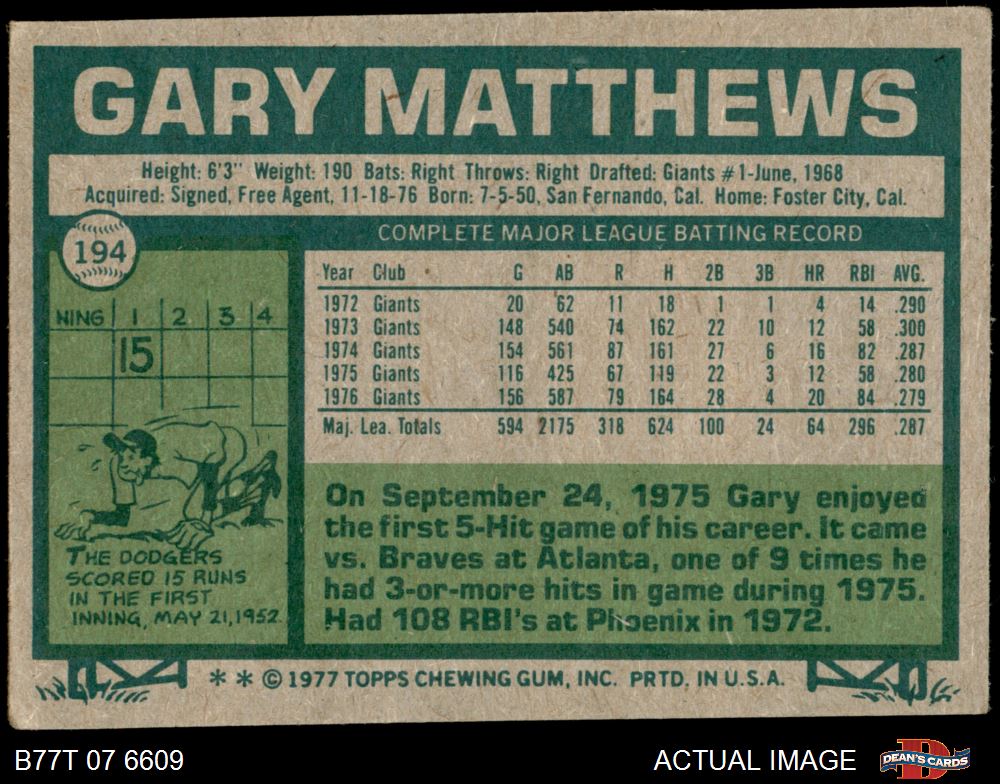 GARY MATTHEWS
Height: 6'3" Weight: 190 Bats: Right Throws: Right Drafted: Giants #1-June, 1968
Acquired: Signed, Free Agent, 11-18-76 Born: 7-5-50, San Fernando, Cal. Home: Foster City, Cal.
194
COMPLETE MAJOR LEAGUE BATTING RECORD
Year Club G AB R H 2B 3B HR RBI AVG.
1972 Giants 20 62 11 18 1 1 4 14 .290
1973 Giants 148 540 74 162 22 10 12 58 .300
1974 Giants 154 561 87 161 27 6 16 82 .287
1975 Giants 116 425 67 119 22 3 12 58 .280
1976 Giants 156 587 79 164 28 4 20 84 .279
Maj. Lea. Totals 594 2175 318 624 100 24 64 296 .287
NING 1 2 3 4
15
THE DODGERS
SCORED 15 RUNS
IN THE FIRST
INNING, MAY 21, 1952.
On September 24, 1975 Gary enjoyed
the first 5-Hit game of his career. It came
vs. Braves at Atlanta, one of 9 times he
had 3-or-more hits in game during 1975.
Had 108 RBI's at Phoenix in 1972.
* * © 1977 TOPPS CHEWING GUM, INC. PRTD. IN U.S.A.
B77T 07 6609
ACTUAL IMAGE
DEAN'S CARDS